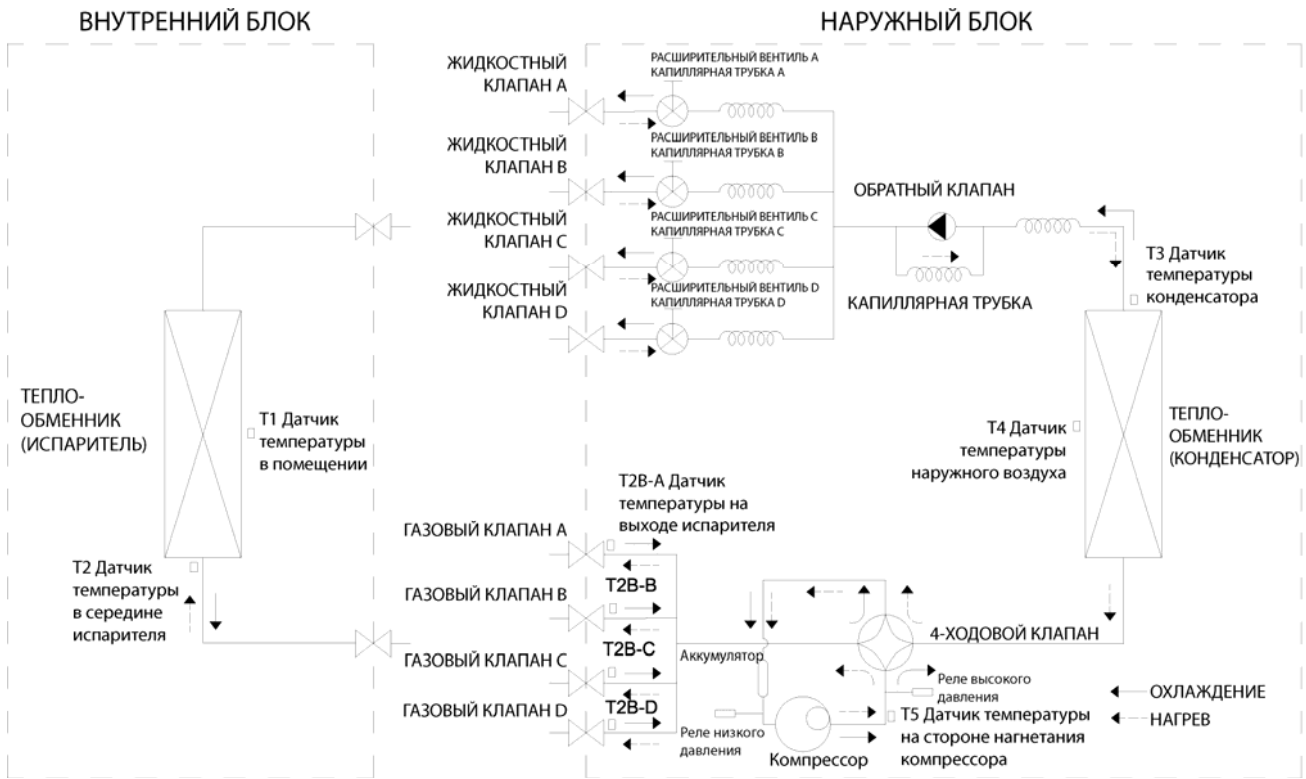 ВНУТРЕННИЙ БЛОК
НАРУЖНЫЙ БЛОК
ЖИДКОСТНЫЙ
КЛАПАН A
РАСШИРИТЕЛЬНЫЙ ВЕНТИЛЬ A
КАПИЛЛЯРНАЯ ТРУБКА A
ЖИДКОСТНЫЙ
КЛАПАН B
РАСШИРИТЕЛЬНЫЙ ВЕНТИЛЬ B
КАПИЛЛЯРНАЯ ТРУБКА B
ЖИДКОСТНЫЙ
КЛАПАН C
РАСШИРИТЕЛЬНЫЙ ВЕНТИЛЬ C
КАПИЛЛЯРНАЯ ТРУБКА C
ЖИДКОСТНЫЙ
КЛАПАН D
РАСШИРИТЕЛЬНЫЙ ВЕНТИЛЬ D
КАПИЛЛЯРНАЯ ТРУБКА D
ОБРАТНЫЙ КЛАПАН
КАПИЛЛЯРНАЯ ТРУБКА
T3 Датчик
температуры
конденсатора
ТЕПЛО-
ОБМЕННИК
(ИСПАРИТЕЛЬ)
T1 Датчик
температуры
в помещении
T4 Датчик
температуры
наружного воздуха
ТЕПЛО-
ОБМЕННИК
(КОНДЕНСАТОР)
T2 Датчик
температуры
в середине
испарителя
T2B-A Датчик
температуры на
выходе испарителя
ГАЗОВЫЙ КЛАПАН A
T2B-B
ГАЗОВЫЙ КЛАПАН B
T2B-C
ГАЗОВЫЙ КЛАПАН C
T2B-D
ГАЗОВЫЙ КЛАПАН D
Аккумулятор
4-ХОДОВОЙ КЛАПАН
Реле высокого
давления
Реле низкого
давления
Компрессор
T5 Датчик температуры
на стороне нагнетания
компрессора
ОХЛАЖДЕНИЕ
НАГРЕВ